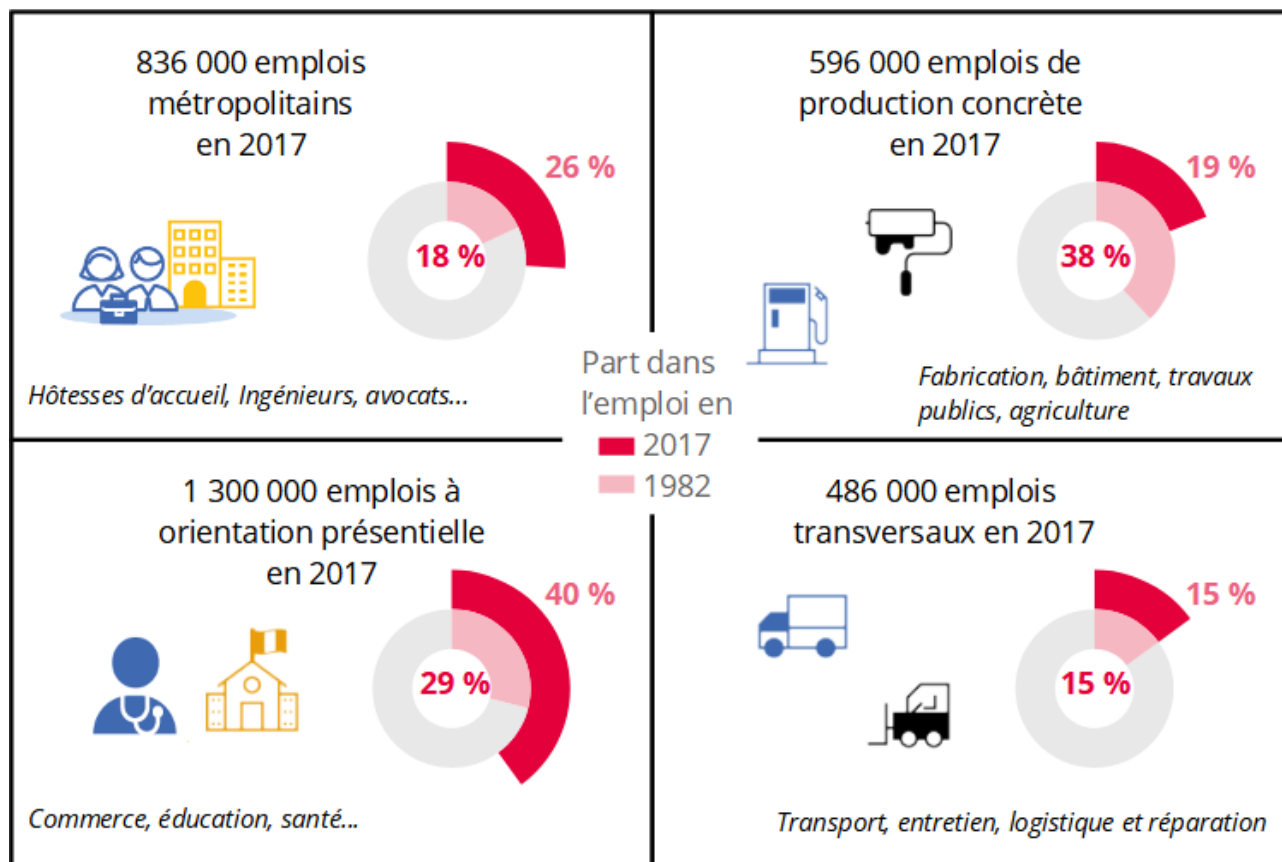 836 000 emplois
métropolitains
en 2017
26 %
18 %
Hôtesses d'accueil, Ingénieurs, avocats...
596 000 emplois de
production concrète
en 2017
19 %
38 %
Fabrication, bâtiment, travaux
publics, agriculture
Part dans
l'emploi en
2017
1982
1 300 000 emplois à
orientation présentielle
en 2017
40 %
29 %
Commerce, éducation, santé...
486 000 emplois
transversaux en 2017
15 %
15 %
Transport, entretien, logistique et réparation